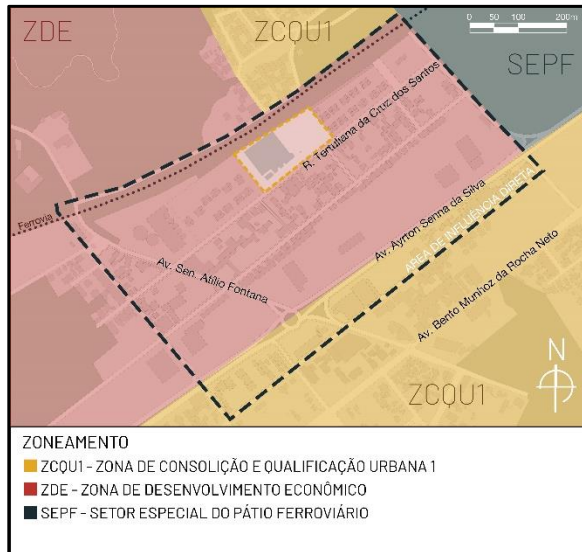 ZDE
ZCQU1
0 50 100 200m
SEPF
R. Tertuliana da Cruz dos Santos
Ferrovia
Av. Ayrton Senna da Silva
ÁREA DE INFLUÊNCIA DIRETA
Av. Sen. Atílio Fontana
Av. Bento Munhoz da Rocha Neto
N
ZCQU1
ZONEAMENTO
ZCQU1 - ZONA DE CONSOLIÇÃO E QUALIFICAÇÃO URBANA 1
ZDE - ZONA DE DESENVOLVIMENTO ECONÔMICO
SEPF - SETOR ESPECIAL DO PÁTIO FERROVIÁRIO